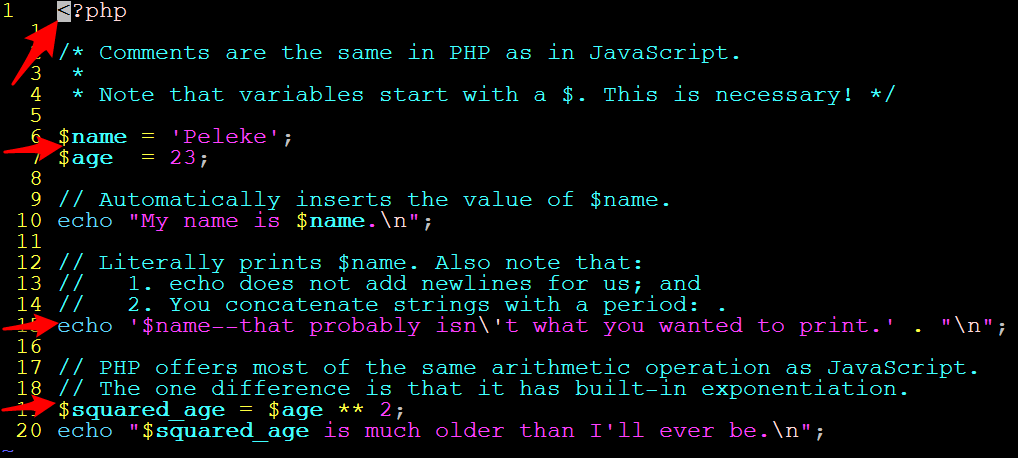 1   <?php
1
2 /* Comments are the same in PHP as in JavaScript.
3  *
4  * Note that variables start with a $. This is necessary! */
5
6 $name = 'Peleke';
7 $age  = 23;
8
9 // Automatically inserts the value of $name.
10 echo "My name is $name.\n";
11
12 // Literally prints $name. Also note that:
13 //   1. echo does not add newlines for us; and
14 //   2. You concatenate strings with a period: .
15 echo '$name--that probably isn\'t what you wanted to print.' . "\n";
16
17 // PHP offers most of the same arithmetic operation as JavaScript.
18 // The one difference is that it has built-in exponentiation.
19 $squared_age = $age ** 2;
20 echo "$squared_age is much older than I'll ever be.\n";
~